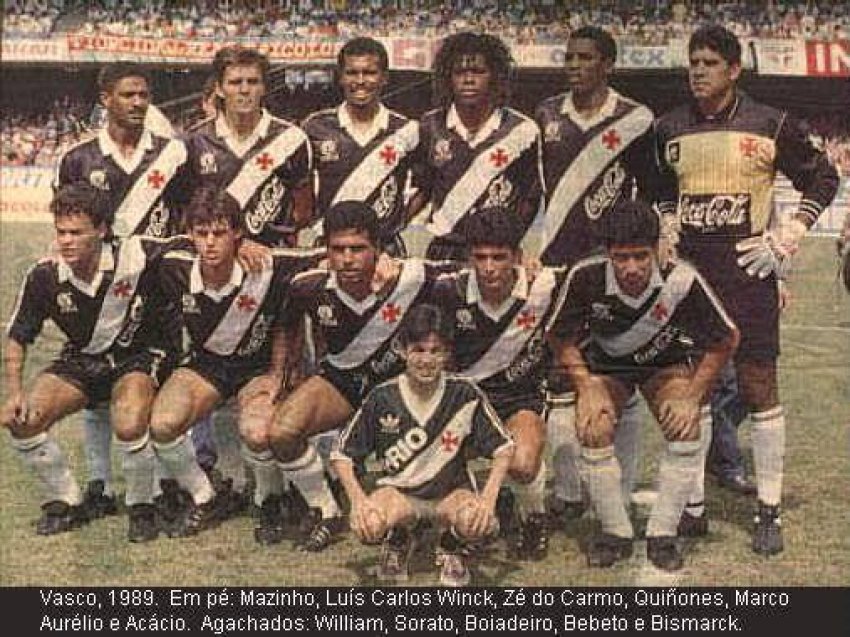 Coca-Cola
RIO
Vasco, 1989. Em pé: Mazinho, Luís Carlos Winck, Zé do Carmo, Quiñones, Marco
Aurélio e Acácio. Agachados: William, Sorato, Boiadeiro, Bebeto e Bismarck.